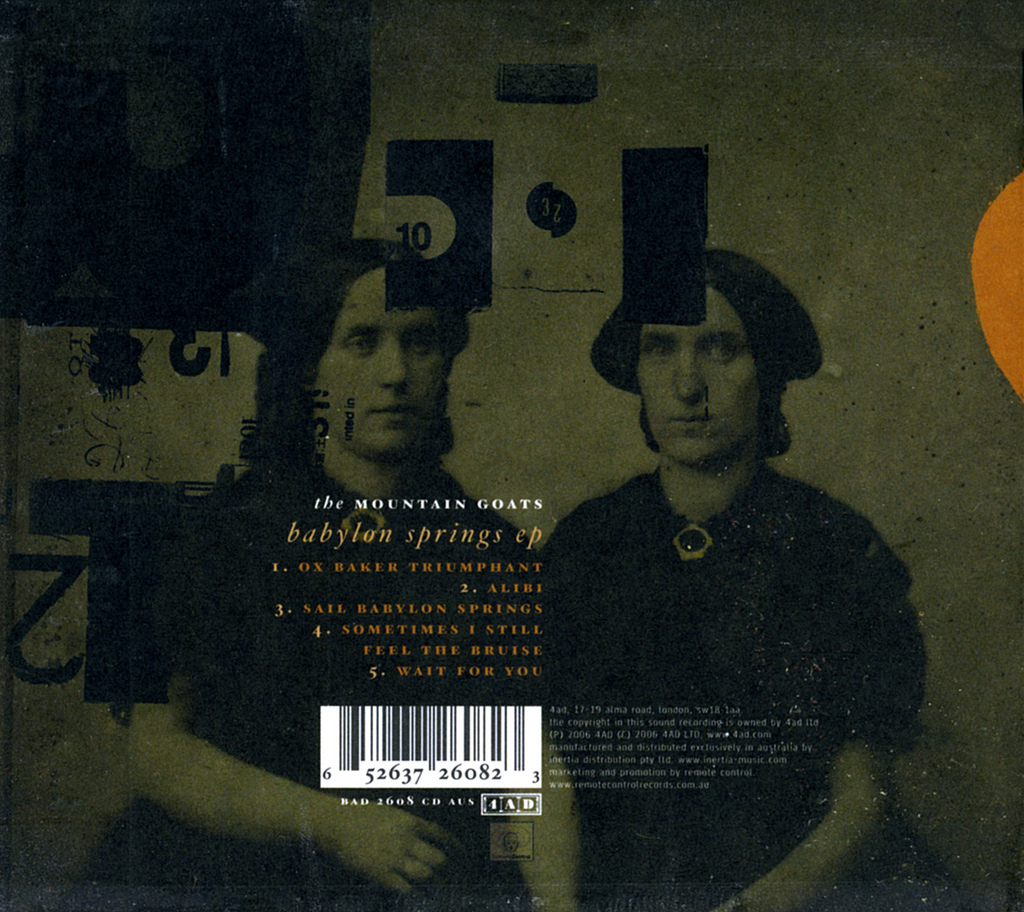 10
2c
13
nted in
the MOUNTAIN GOATS
babylon springs ep
1. OX BAKER TRIUMPHANT
2. ALIBI
3. SAIL BABYLON SPRINGS
4. SOMETIMES I STILL
FEEL THE BRUISE
5. WAIT FOR YOU
4ad, 17-19 alma road, london, sw18 1aa
the copyright in this sound recording is owned by 4ad ltd
(P) 2006 4AD (C) 2006 4AD LTD. www.4ad.com
manufactured and distributed exclusively in australia by
inertia distribution pty ltd. www.inertia-music.com
marketing and promotion by remote control.
www.remotecontrolrecords.com.au
6 52637 26082 3
BAD 2608 CD AUS 4AD